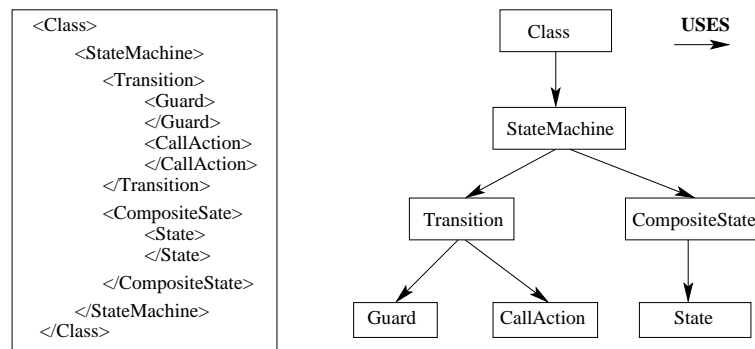 <Class>
<StateMachine>
<Transition>
<Guard>
</Guard>
<CallAction>
</CallAction>
</Transition>
<CompositeSate>
<State>
</State>
</CompositeState>
</StateMachine>
</Class>
Class
USES
StateMachine
Transition
CompositeState
Guard
CallAction
State